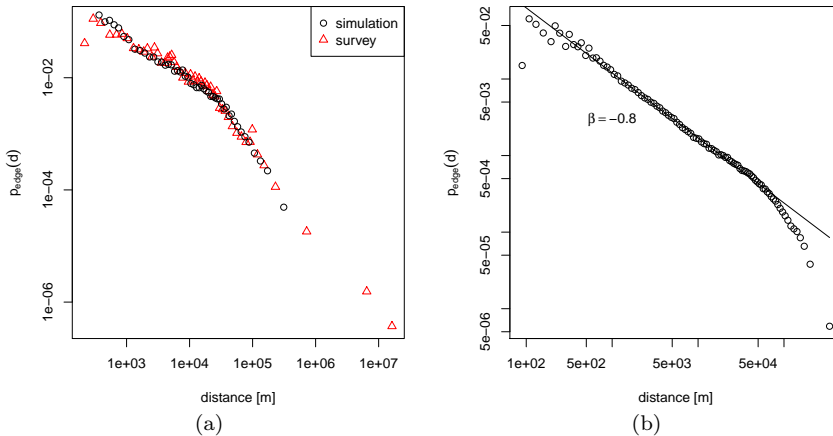 simulation
survey
p_edge(d)
1e-02
1e-04
1e-06
1e+03
1e+04
1e+05
1e+06
1e+07
distance [m]
(a)
p_edge(d)
5e-02
5e-03
5e-04
5e-05
5e-06
β = -0.8
1e+02
5e+02
5e+03
5e+04
distance [m]
(b)